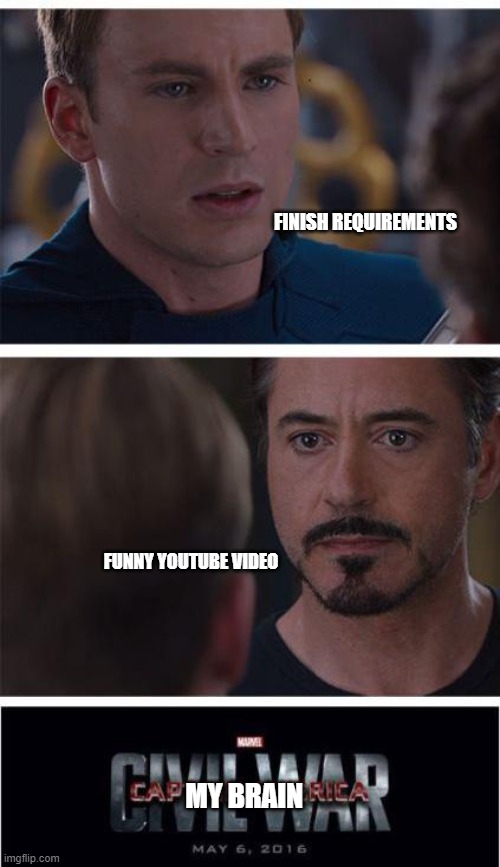 FINISH REQUIREMENTS
FUNNY YOUTUBE VIDEO
MARVEL
CIVIL WAR
MY BRAIN
MAY 6, 2016
imgflip.com